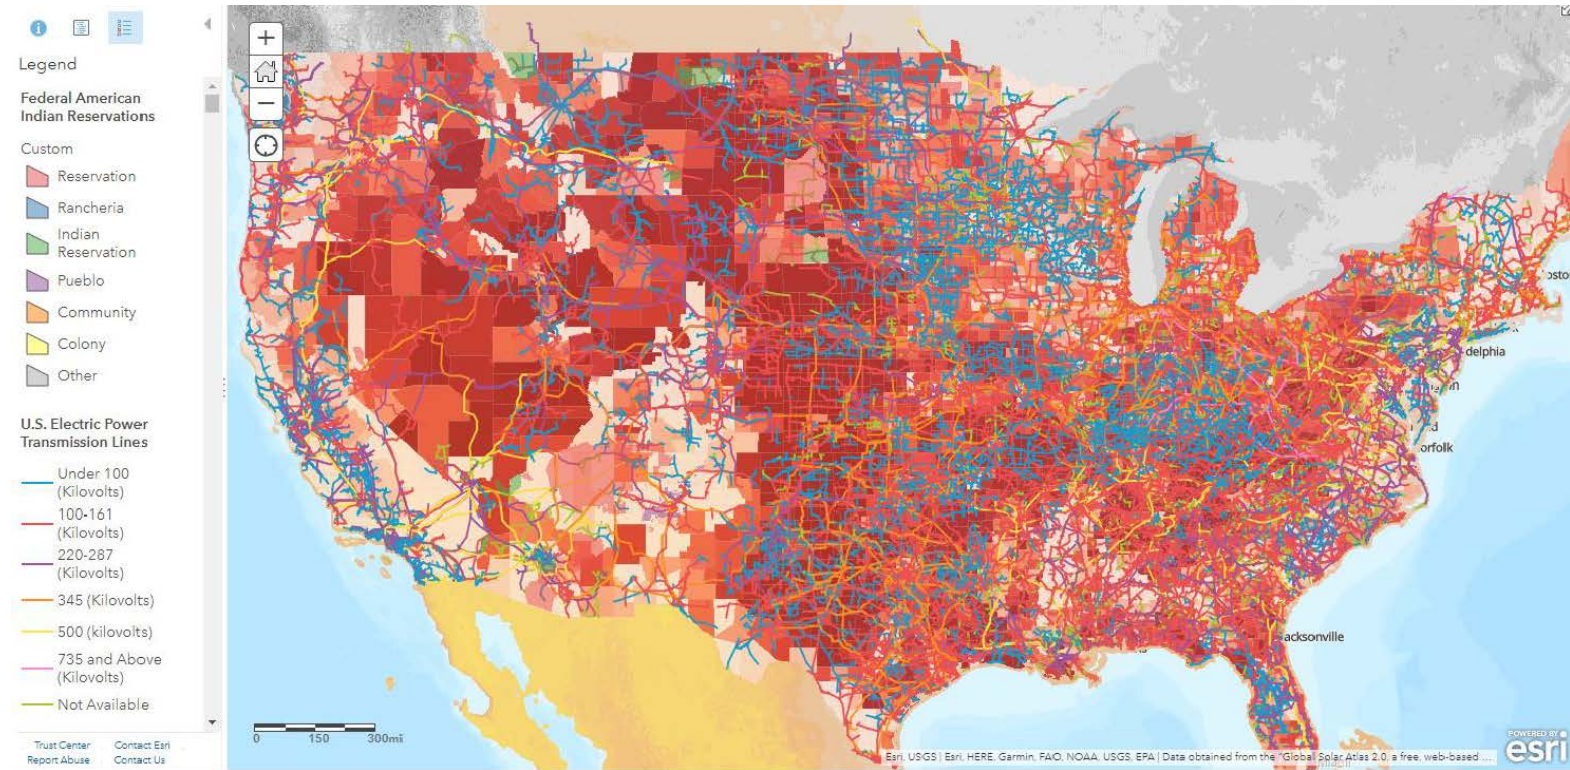 Legend
Federal American
Indian Reservations
Custom
Reservation
Rancheria
Indian
Reservation
Pueblo
Community
Colony
Other
U.S. Electric Power
Transmission Lines
Under 100
(Kilovolts)
100-161
(Kilovolts)
220-287
(Kilovolts)
345 (Kilovolts)
500 (kilovolts)
735 and Above
(Kilovolts)
Not Available
Trust Center
Contact Esri
Report Abuse
Contact Us
+
−
0 150 300mi
osto
delphia
orfolk
acksonville
Esri, USGS | Esri, HERE, Garmin, FAO, NOAA, USGS, EPA | Data obtained from the "Global Solar Atlas 2.0, a free, web-based ...
POWERED BY
esri